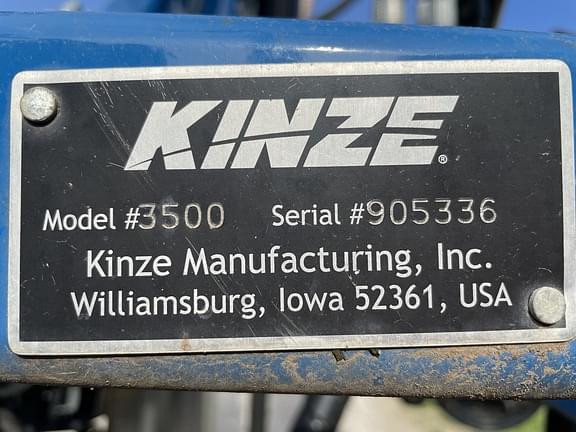 KINZE®
Model #3500 Serial #905336
Kinze Manufacturing, Inc.
Williamsburg, Iowa 52361, USA